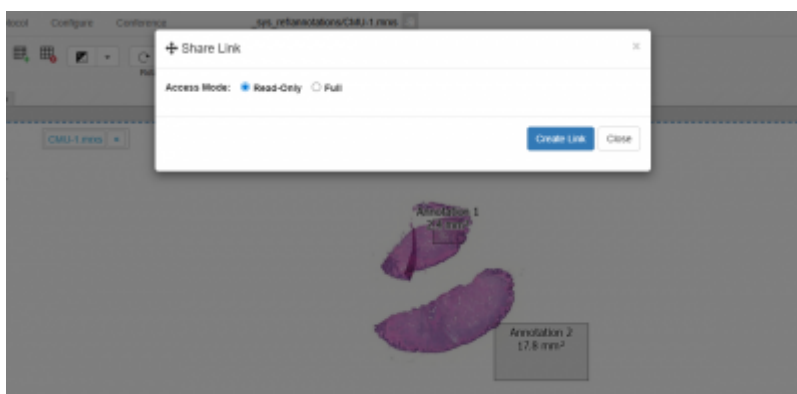 Configure Conference _sys_ref/annotations/CMU-1.mrxs
Share Link ×
Access Mode: Read-Only Full
CMU-1.mrxs
Create Link Close
Annotation 1
Annotation 2
17.8 mm²